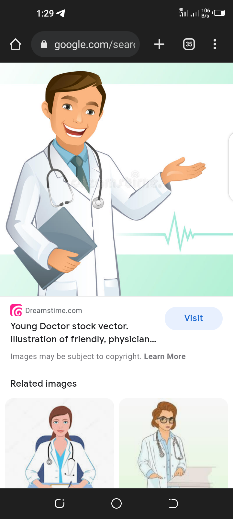 1:29
google.com/sear
35
Dreamstime.com
Young Doctor stock vector.
Illustration of friendly, physician...
Visit
Images may be subject to copyright. Learn More
Related images